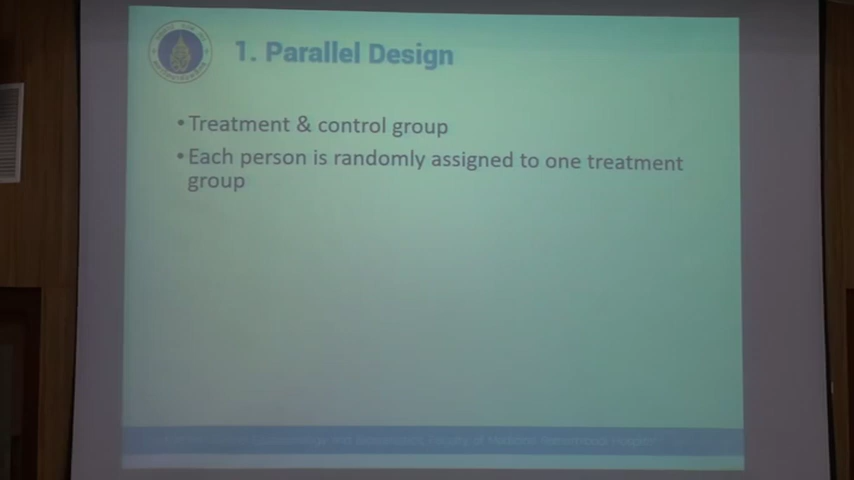 1. Parallel Design
•Treatment & control group
•Each person is randomly assigned to one treatment
group